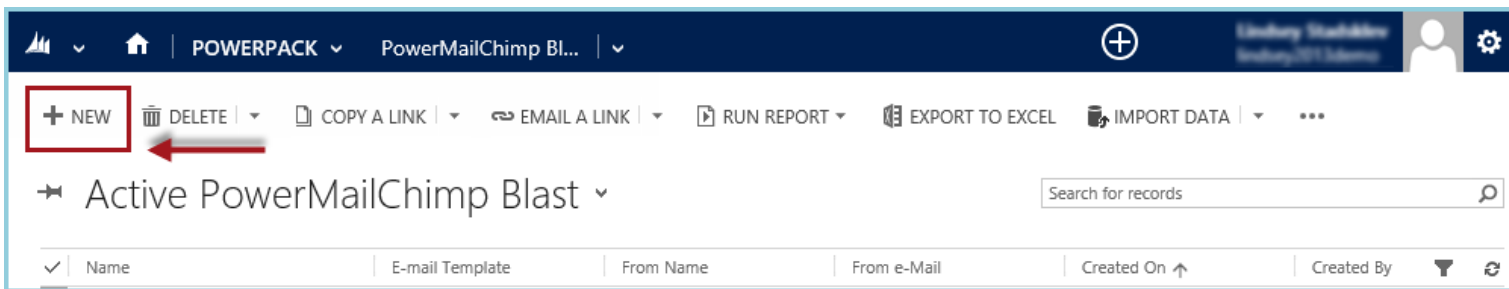 POWERPACK PowerMailChimp Bl...
NEW DELETE COPY A LINK EMAIL A LINK RUN REPORT EXPORT TO EXCEL IMPORT DATA ...
Active PowerMailChimp Blast
Search for records
Name E-mail Template From Name From e-Mail Created On Created By